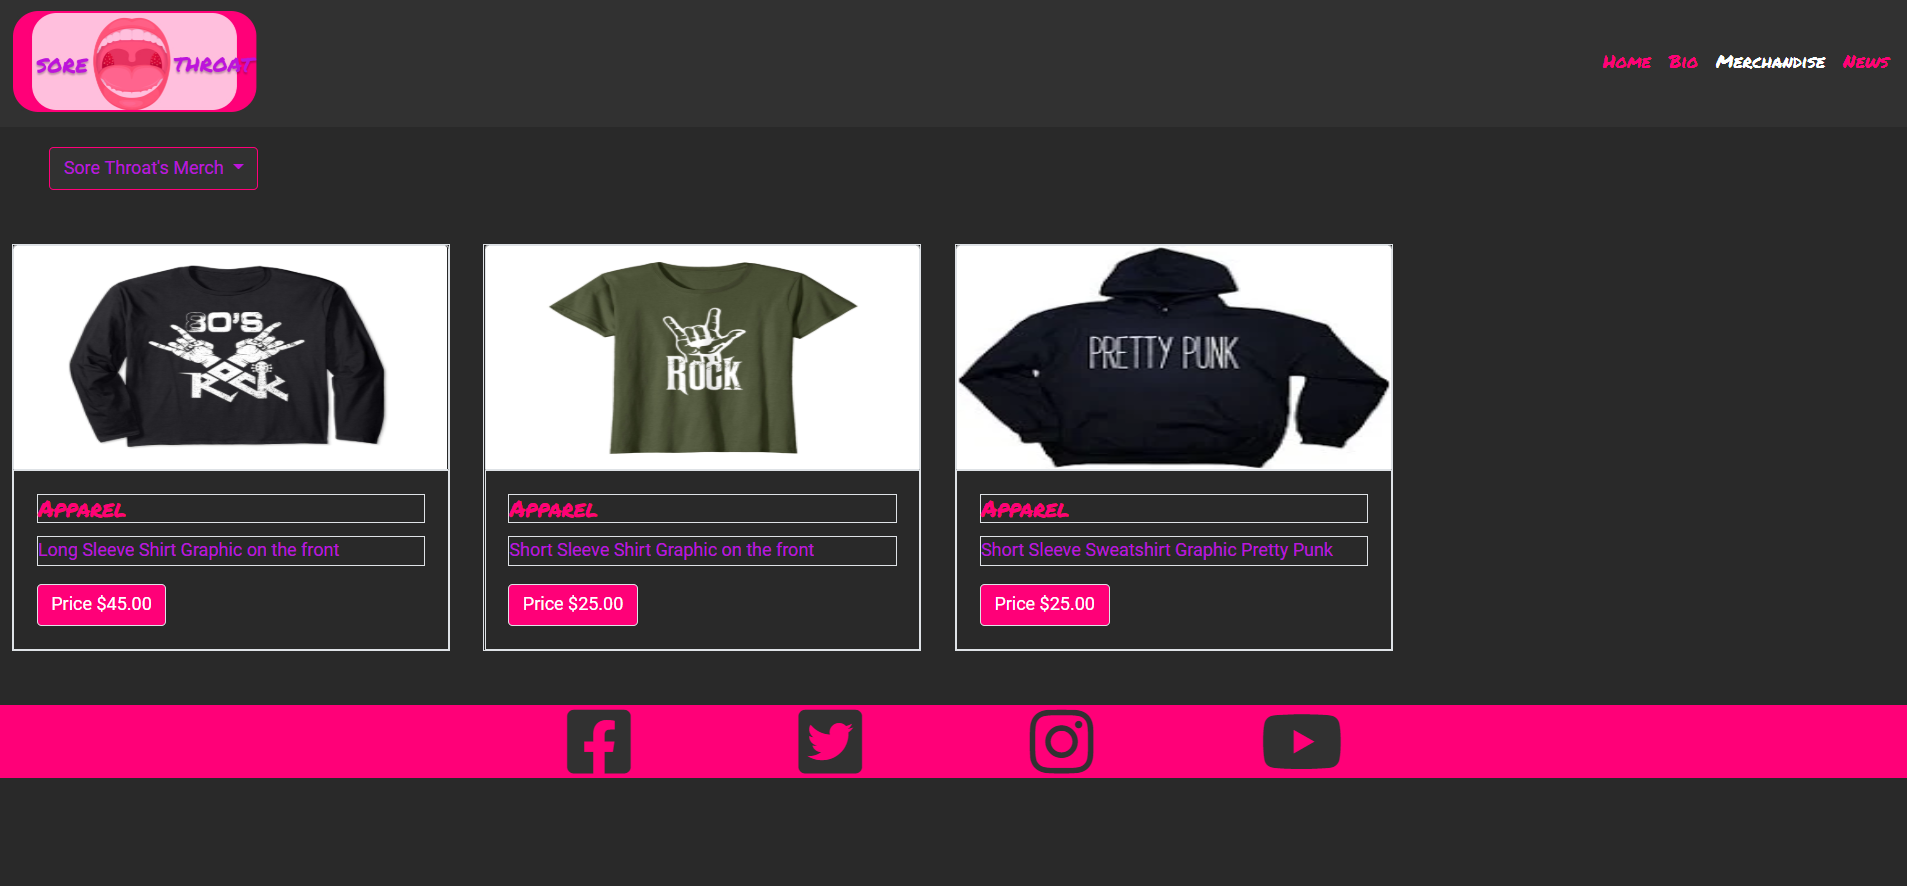 SORE THROAT
Home Bio Merchandise News
Sore Throat's Merch
80'S
ROCK
ROCK
PRETTY PUNK
Apparel
Long Sleeve Shirt Graphic on the front
Price $45.00
Apparel
Short Sleeve Shirt Graphic on the front
Price $25.00
Apparel
Short Sleeve Sweatshirt Graphic Pretty Punk
Price $25.00